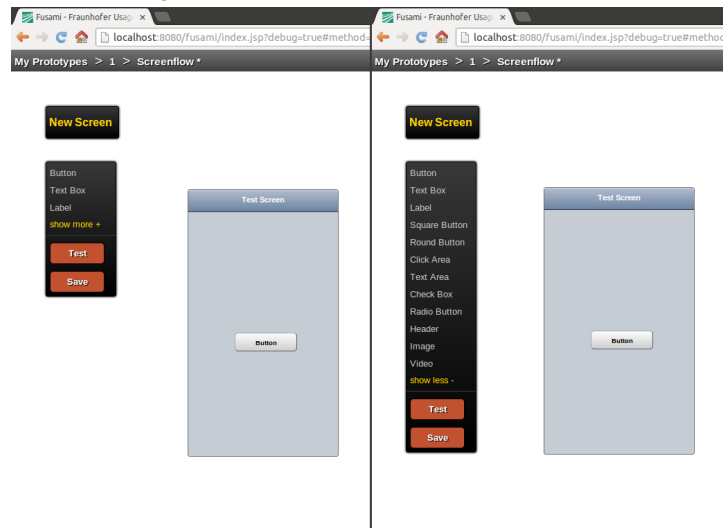 Fusami - Fraunhofer Usag
localhost:8080/fusami/index.jsp?debug=true#method=
My Prototypes > 1 > Screenflow *
New Screen
Button
Text Box
Label
show more +
Test
Save
Test Screen
Button
Fusami - Fraunhofer Usag
localhost:8080/fusami/index.jsp?debug=true#method
My Prototypes > 1 > Screenflow *
New Screen
Button
Text Box
Label
Square Button
Round Button
Click Area
Text Area
Check Box
Radio Button
Header
Image
Video
show less -
Test
Save
Test Screen
Button